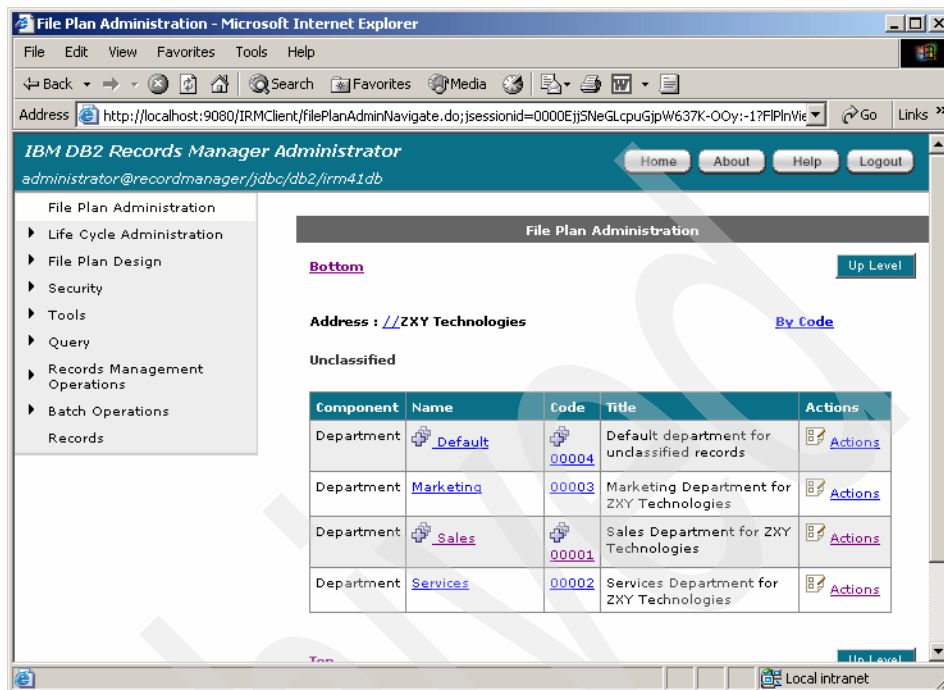 File Plan Administration - Microsoft Internet Explorer
File Edit View Favorites Tools Help
Back Search Favorites Media
Address http://localhost:9080/IRMClient/filePlanAdminNavigate.do;jsessionid=0000EjjSNeGLcpuGjpW637K-OOy:-1?FlPlnVie Go Links »
IBM DB2 Records Manager Administrator
administrator@recordmanager/jdbc/db2/irm41db
Home About Help Logout
File Plan Administration
Life Cycle Administration
File Plan Design
Security
Tools
Query
Records Management
Operations
Batch Operations
Records
File Plan Administration
Bottom Up Level
Address : //ZXY Technologies By Code
Unclassified
Component Name Code Title Actions
Department Default 00004 Default department for
unclassified records Actions
Department Marketing 00003 Marketing Department for
ZXY Technologies Actions
Department Sales 00001 Sales Department for ZXY
Technologies Actions
Department Services 00002 Services Department for
ZXY Technologies Actions
Top Up Level
Local intranet